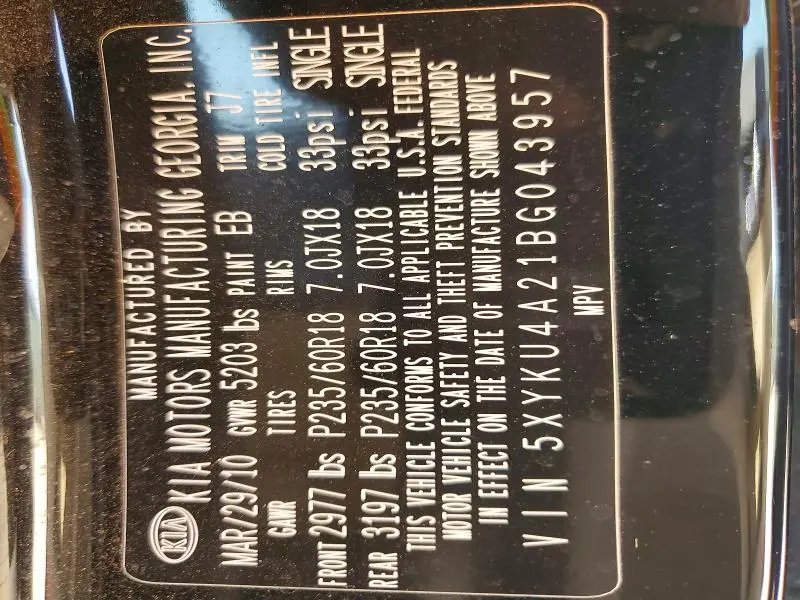 MANUFACTURED BY
KIA KIA MOTORS MANUFACTURING GEORGIA, INC.
MAR/29/10 GVWR 5203 lbs PAINT EB TRIM J7
GAWR TIRES RIMS COLD TIRE INFL
FRONT 2977 lbs P235/60R18 7.0JX18 33psi SINGLE
REAR 3197 lbs P235/60R18 7.0JX18 33psi SINGLE
THIS VEHICLE CONFORMS TO ALL APPLICABLE U.S.A. FEDERAL
MOTOR VEHICLE SAFETY AND THEFT PREVENTION STANDARDS
IN EFFECT ON THE DATE OF MANUFACTURE SHOWN ABOVE
VIN 5XYKU4A21BG043957
MPV